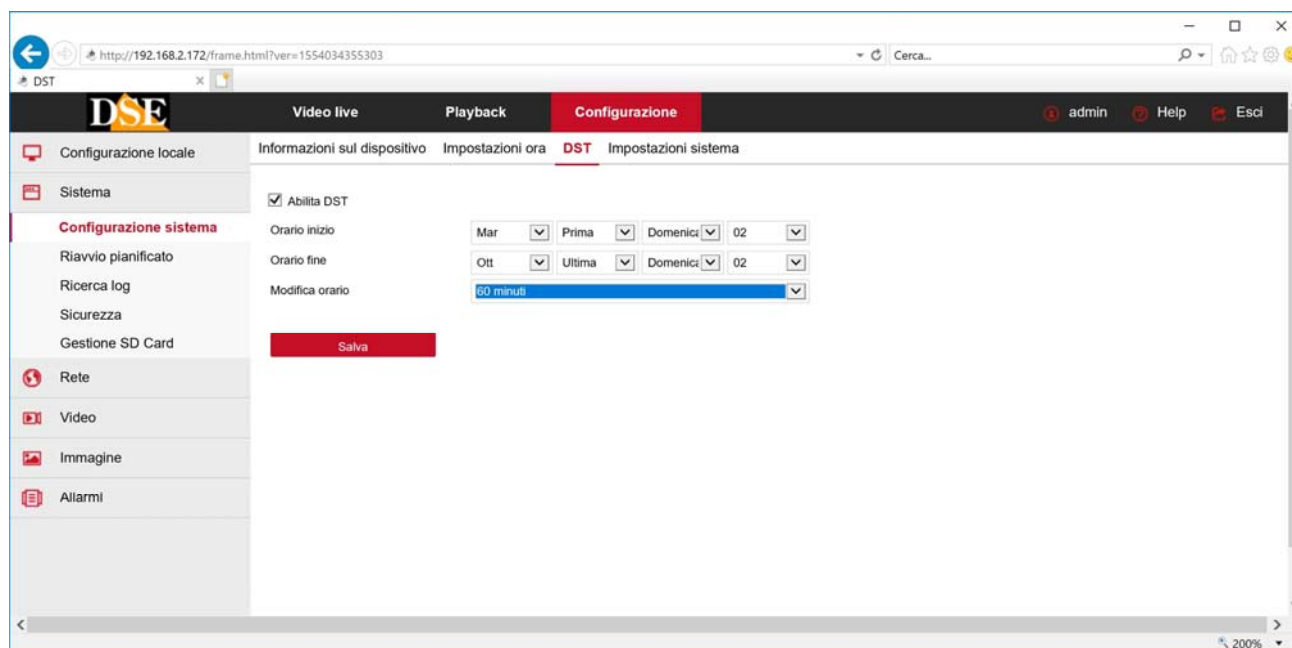 http://192.168.2.172/frame.html?ver=1554034355303
Cerca...
DST
DSE
Video live
Playback
Configurazione
admin
Help
Esci
Configurazione locale
Informazioni sul dispositivo
Impostazioni ora
DST
Impostazioni sistema
Sistema
Abilita DST
Configurazione sistema
Orario inizio
Mar
Prima
Domenica
02
Riavvio pianificato
Orario fine
Ott
Ultima
Domenica
02
Ricerca log
Modifica orario
60 minuti
Sicurezza
Gestione SD Card
Salva
Rete
Video
Immagine
Allarmi
200%